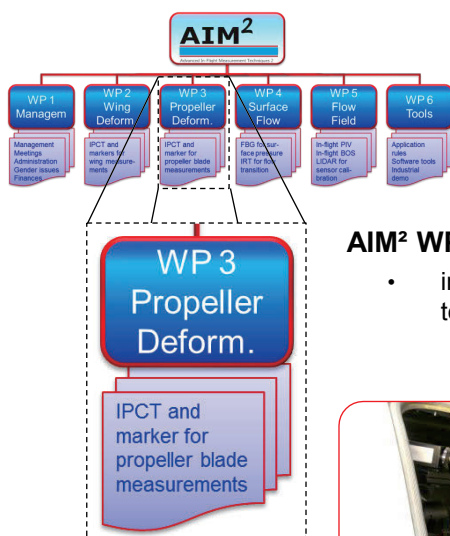 AIM²
Advanced In-Flight Measurement Techniques 2
WP 1
Managem
Management
Meetings
Administration
Gender issues
Finances
WP 2
Wing
Deform.
IPCT and
markers for
wing measure-
ments
WP 3
Propeller
Deform.
IPCT and
marker for
propeller blade
measurements
WP 4
Surface
Flow
FBG for sur-
face pressure
IRT for flow
transition
WP 5
Flow
Field
In-flight PIV
In-flight BOS
LIDAR for
sensor cali-
bration
WP 6
Tools
Application
rules
Software tools
Industrial
demo
WP 3
Propeller
Deform.
IPCT and
marker for
propeller blade
measurements
AIM² WP
•